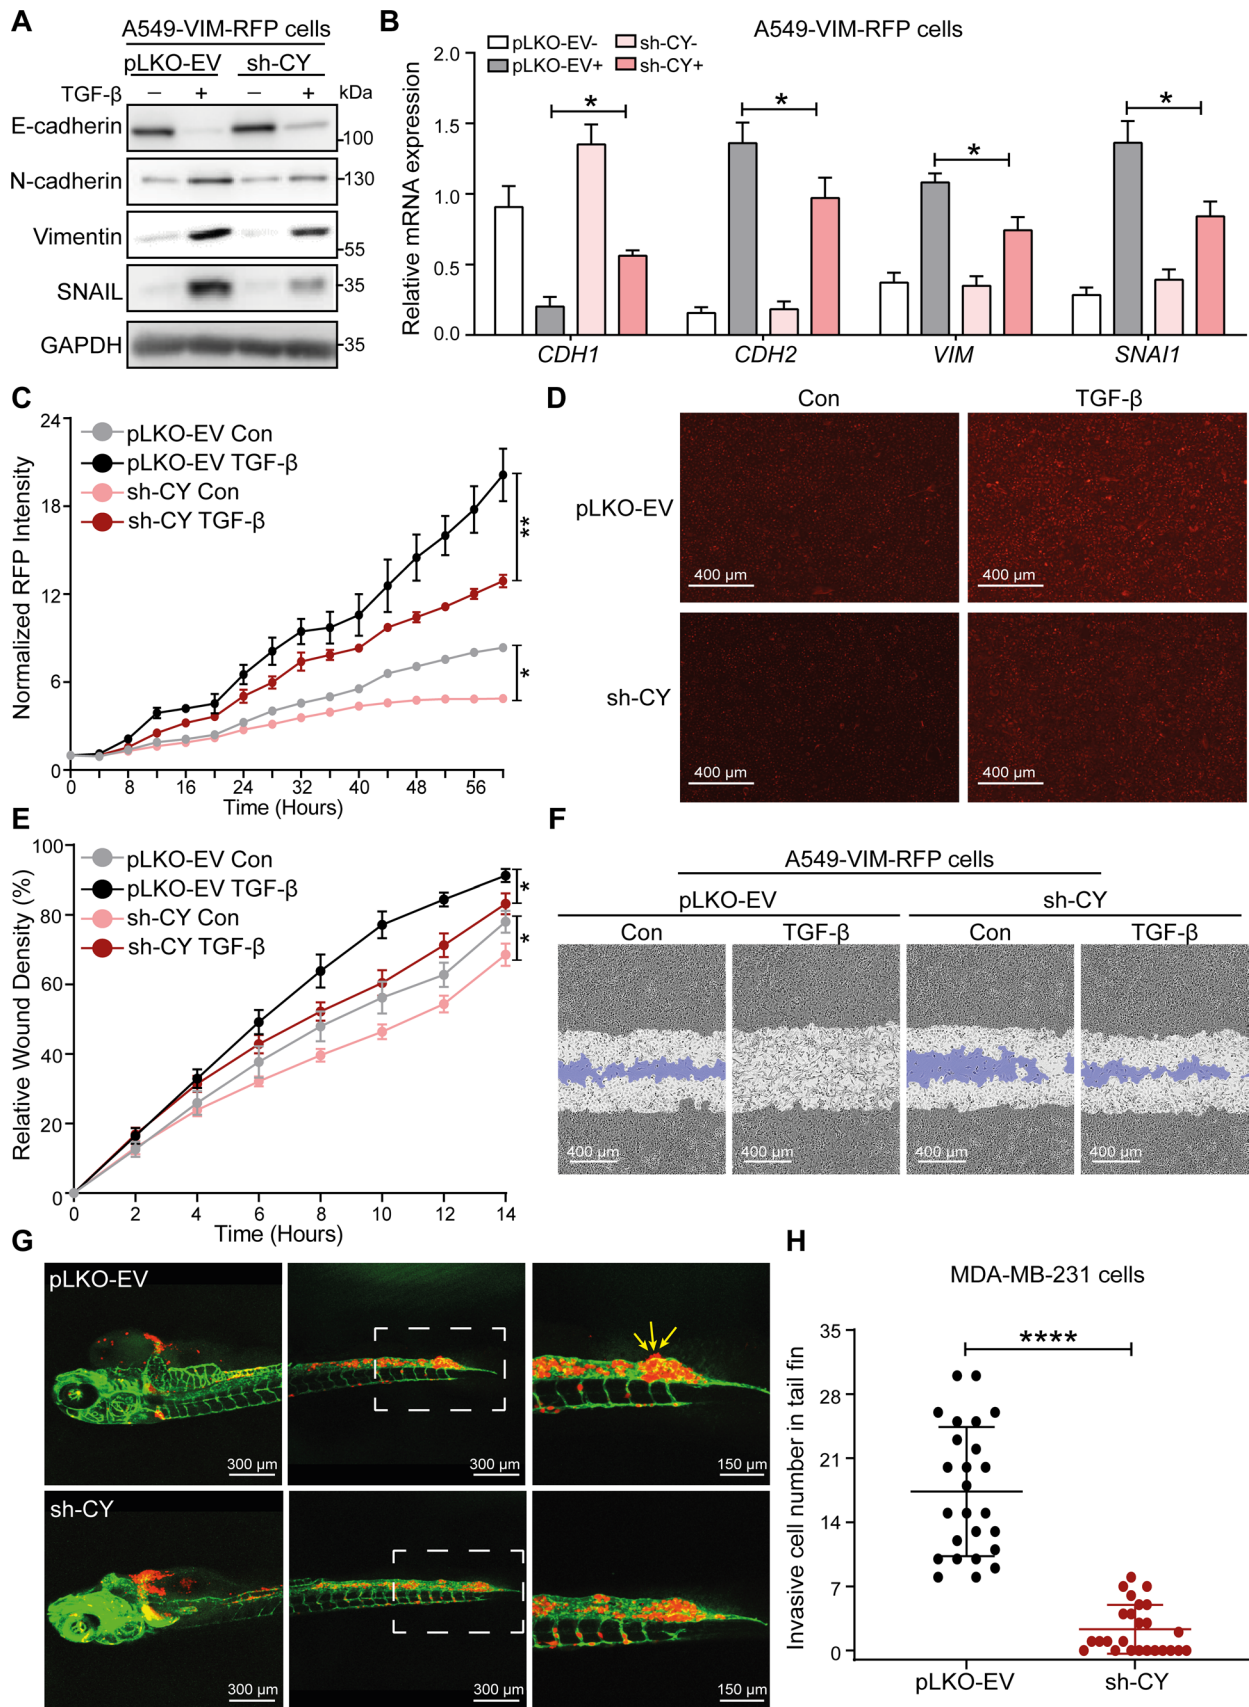 A
A549-VIM-RFP cells
pLKO-EV sh-CY
TGF-β – + – + kDa
E-cadherin
100
N-cadherin 130
Vimentin
55
SNAIL 35
GAPDH 35
B
A549-VIM-RFP cells
pLKO-EV- sh-CY-
pLKO-EV+ sh-CY+
Relative mRNA expression
2.0
1.5
1.0
0.5
0.0
* * * *
CDH1 CDH2 VIM SNAI1
C
Normalized RFP Intensity
24
18
12
6
0
pLKO-EV Con
pLKO-EV TGF-β
sh-CY Con
sh-CY TGF-β
**
*
0 8 16 24 32 40 48 56
Time (Hours)
D
Con TGF-β
pLKO-EV
400 µm 400 µm
sh-CY
400 µm 400 µm
E
Relative Wound Density (%)
100
80
60
40
20
0
pLKO-EV Con
pLKO-EV TGF-β
sh-CY Con
sh-CY TGF-β
*
*
0 2 4 6 8 10 12 14
Time (Hours)
F
A549-VIM-RFP cells
pLKO-EV sh-CY
Con TGF-β Con TGF-β
400 µm 400 µm 400 µm 400 µm
G
pLKO-EV
300 µm 300 µm 150 µm
sh-CY
300 µm 300 µm 150 µm
H
MDA-MB-231 cells
Invasive cell number in tail fin
35
28
21
14
7
0
****
pLKO-EV sh-CY